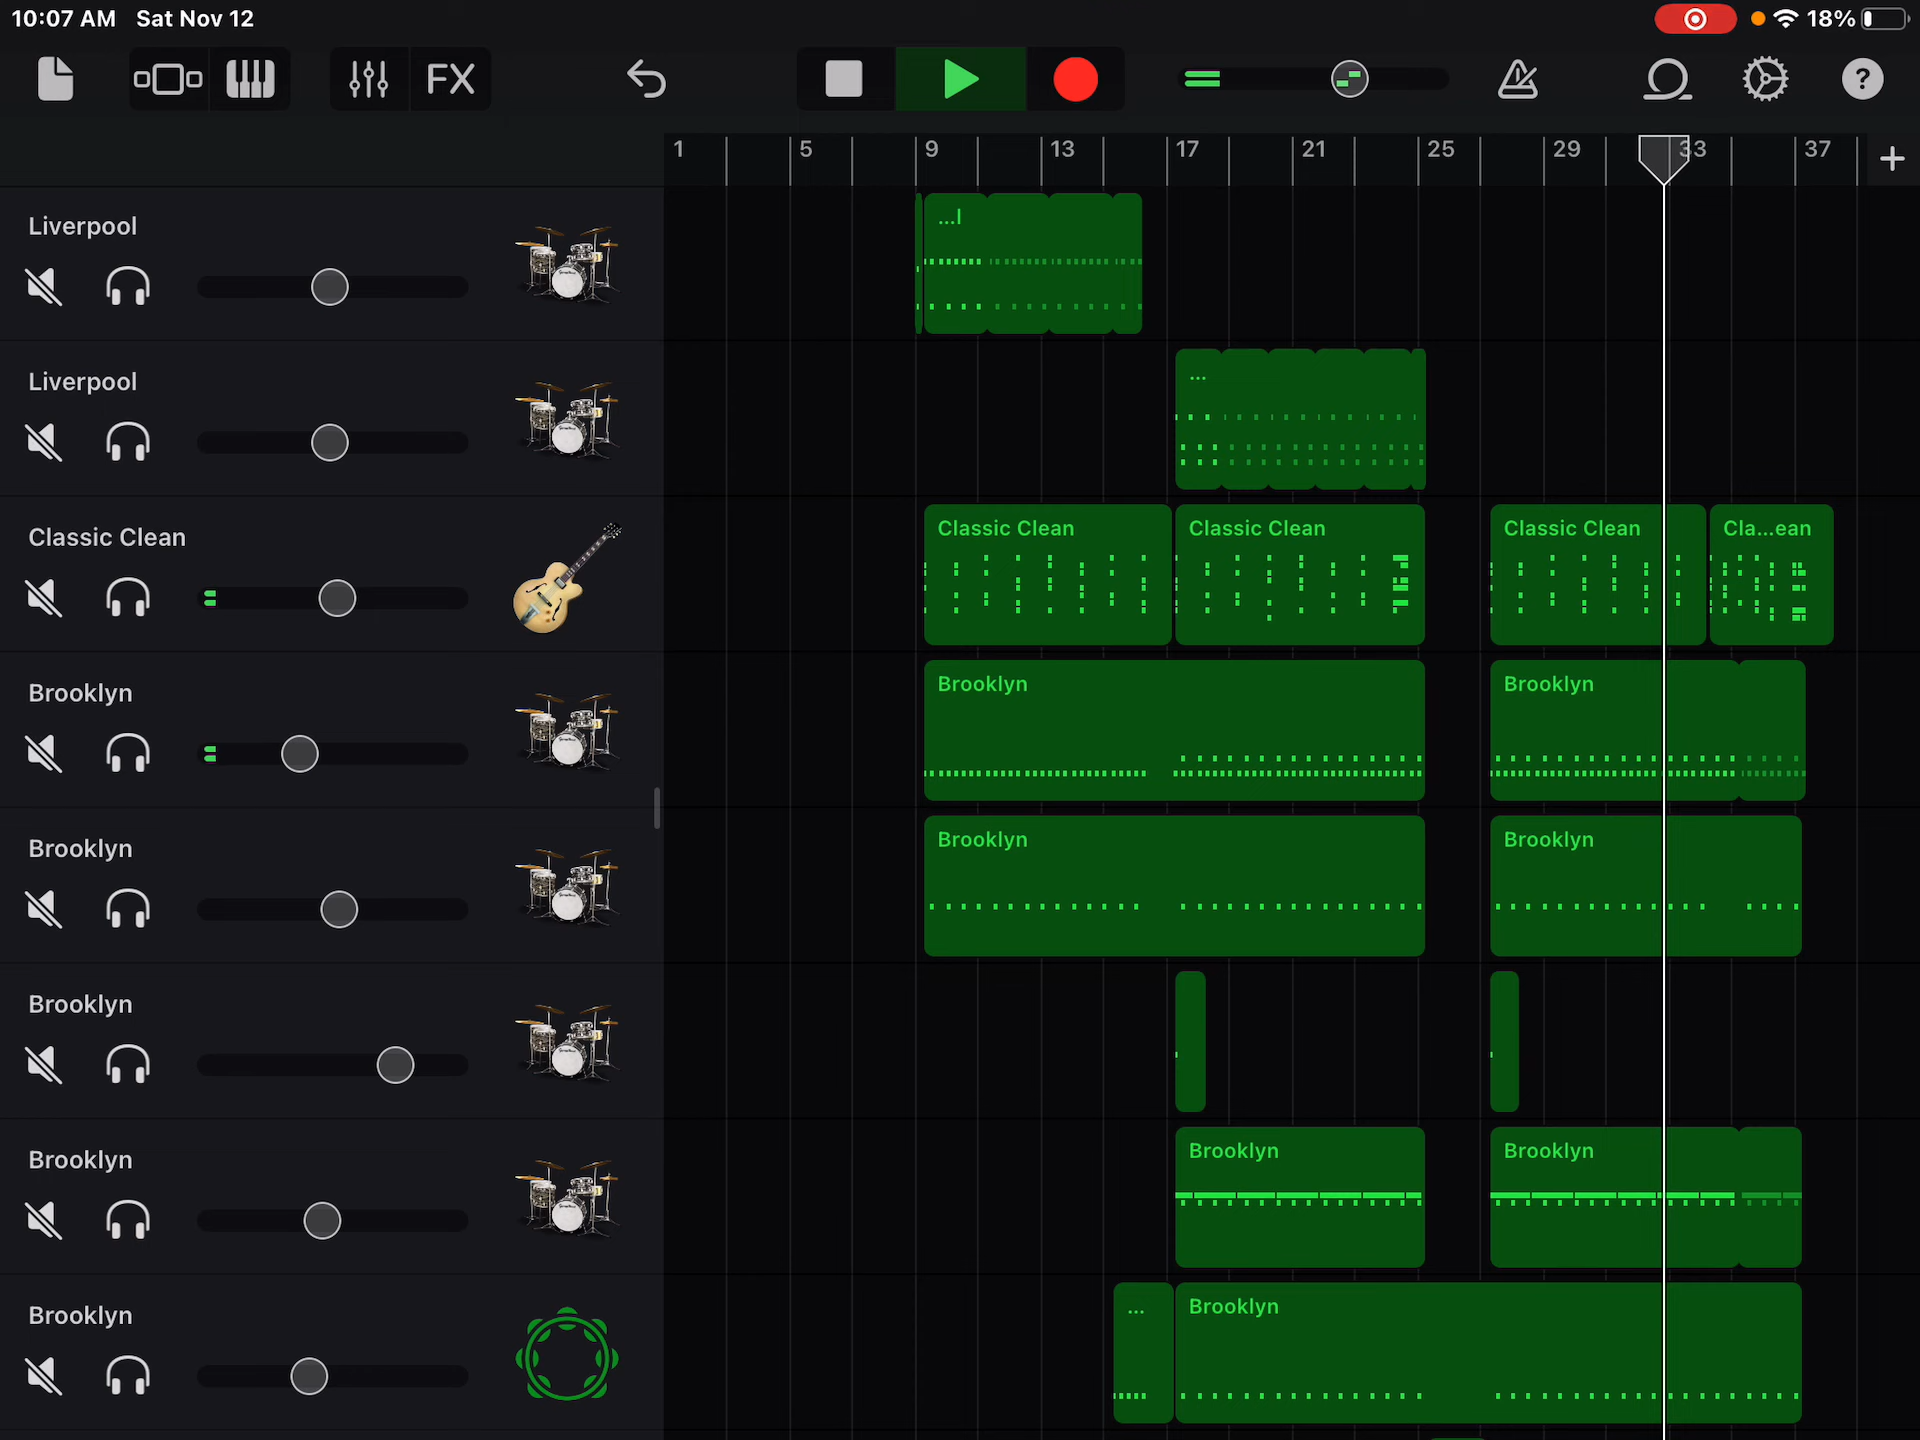 10:07 AM Sat Nov 12 18%
FX ?
1 5 9 13 17 21 25 29 33 37 +
Liverpool ...l
Liverpool ...
Classic Clean Classic Clean Classic Clean Classic Clean Cla...ean
Brooklyn Brooklyn Brooklyn
Brooklyn Brooklyn Brooklyn
Brooklyn
Brooklyn Brooklyn Brooklyn
Brooklyn ... Brooklyn